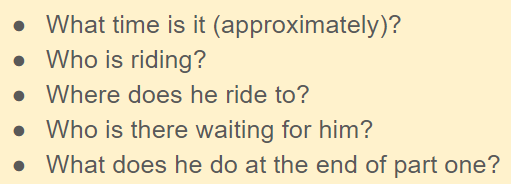 ● What time is it (approximately)?
● Who is riding?
● Where does he ride to?
● Who is there waiting for him?
● What does he do at the end of part one?